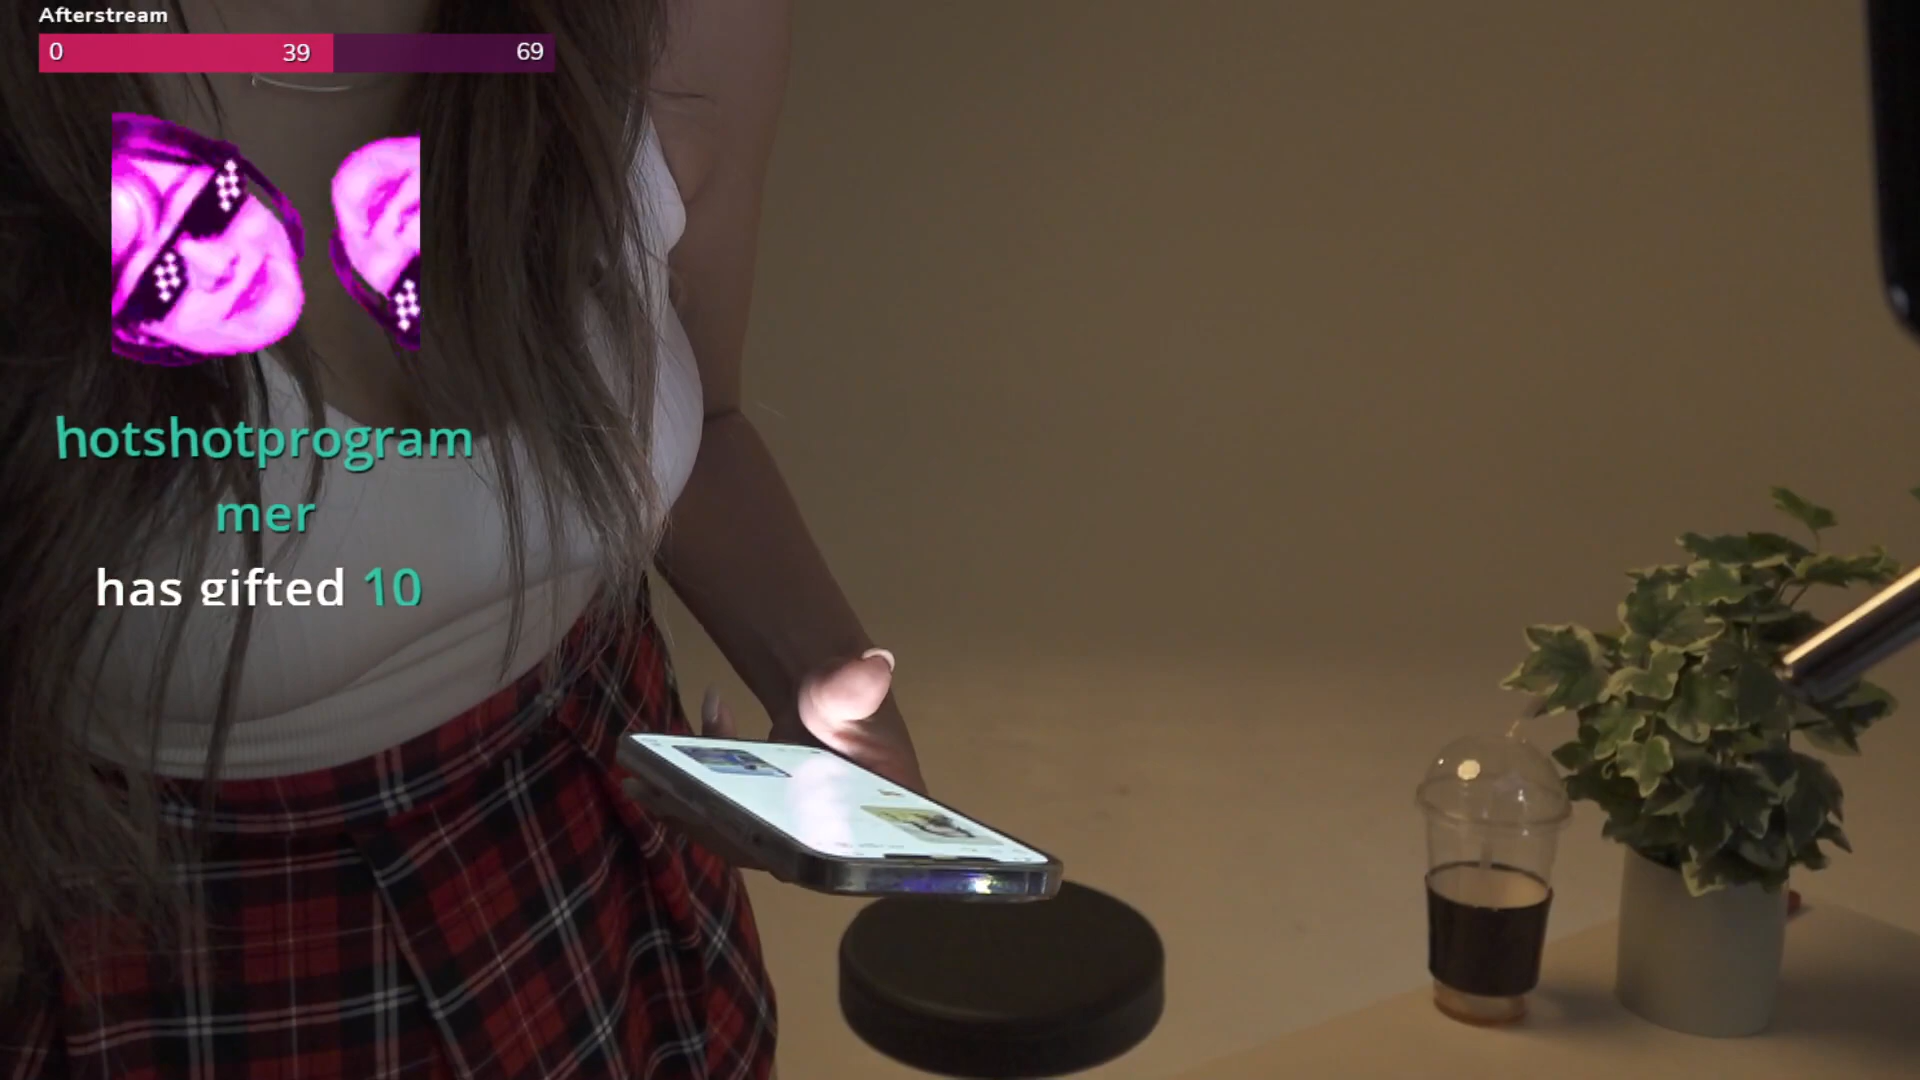 Afterstream
0 39 69
hotshotprogram
mer
has gifted 10